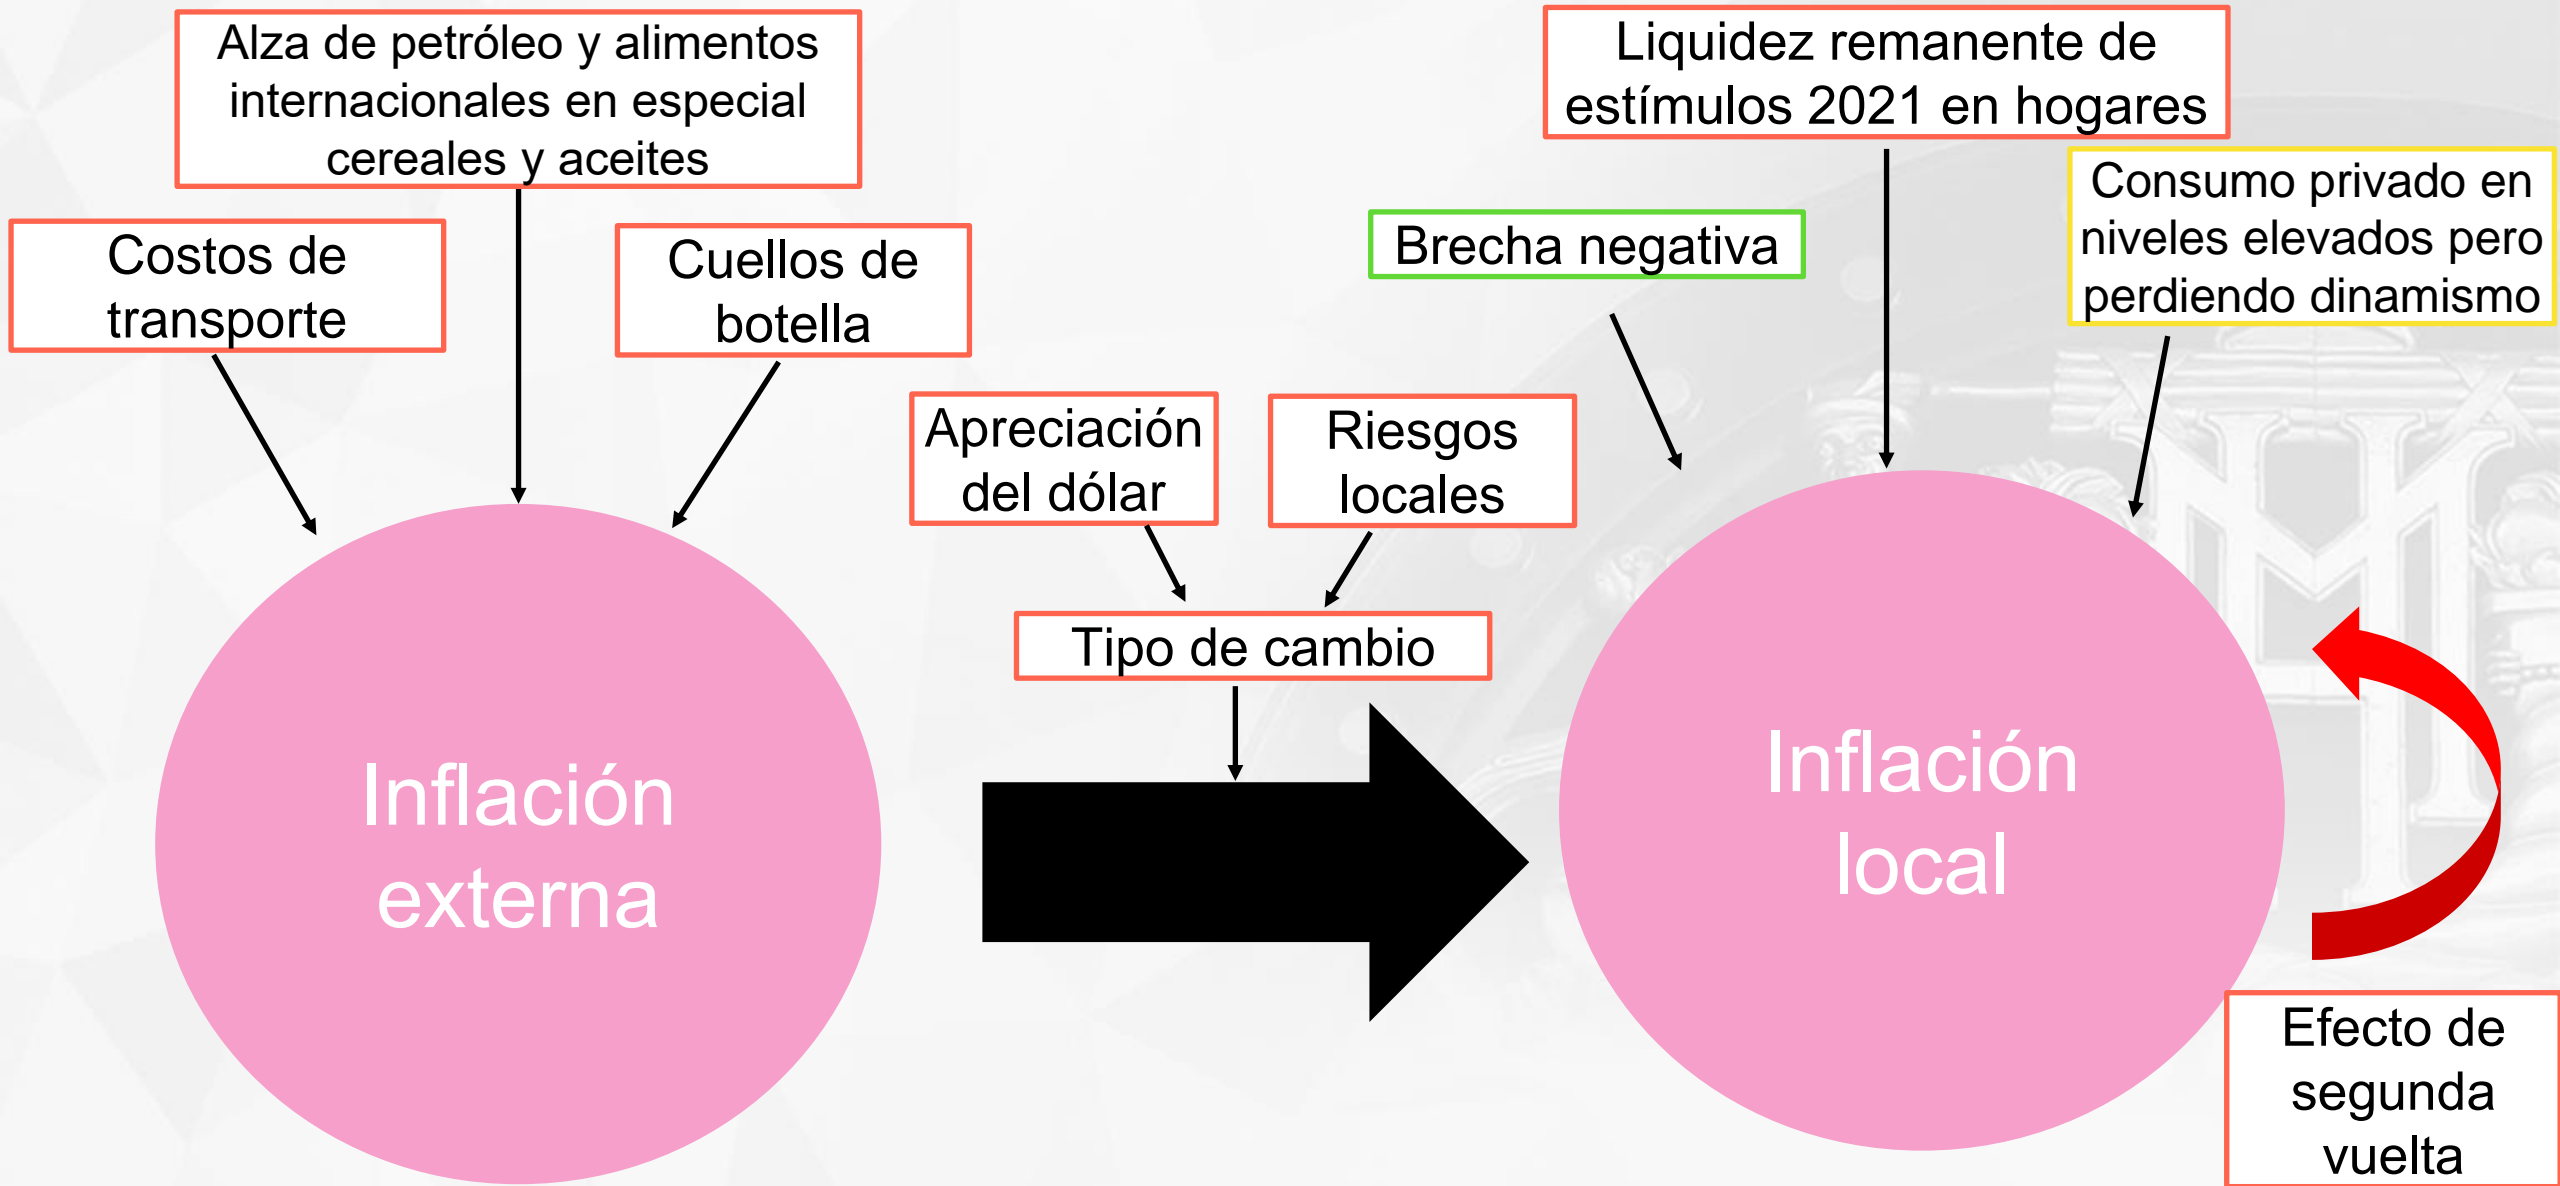 Alza de petróleo y alimentos
internacionales en especial
cereales y aceites
Costos de
transporte
Cuellos de
botella
Liquidez remanente de
estímulos 2021 en hogares
Brecha negativa
Consumo privado en
niveles elevados pero
perdiendo dinamismo
Apreciación
del dólar
Riesgos
locales
Tipo de cambio
Inflación
externa
Inflación
local
Efecto de
segunda
vuelta